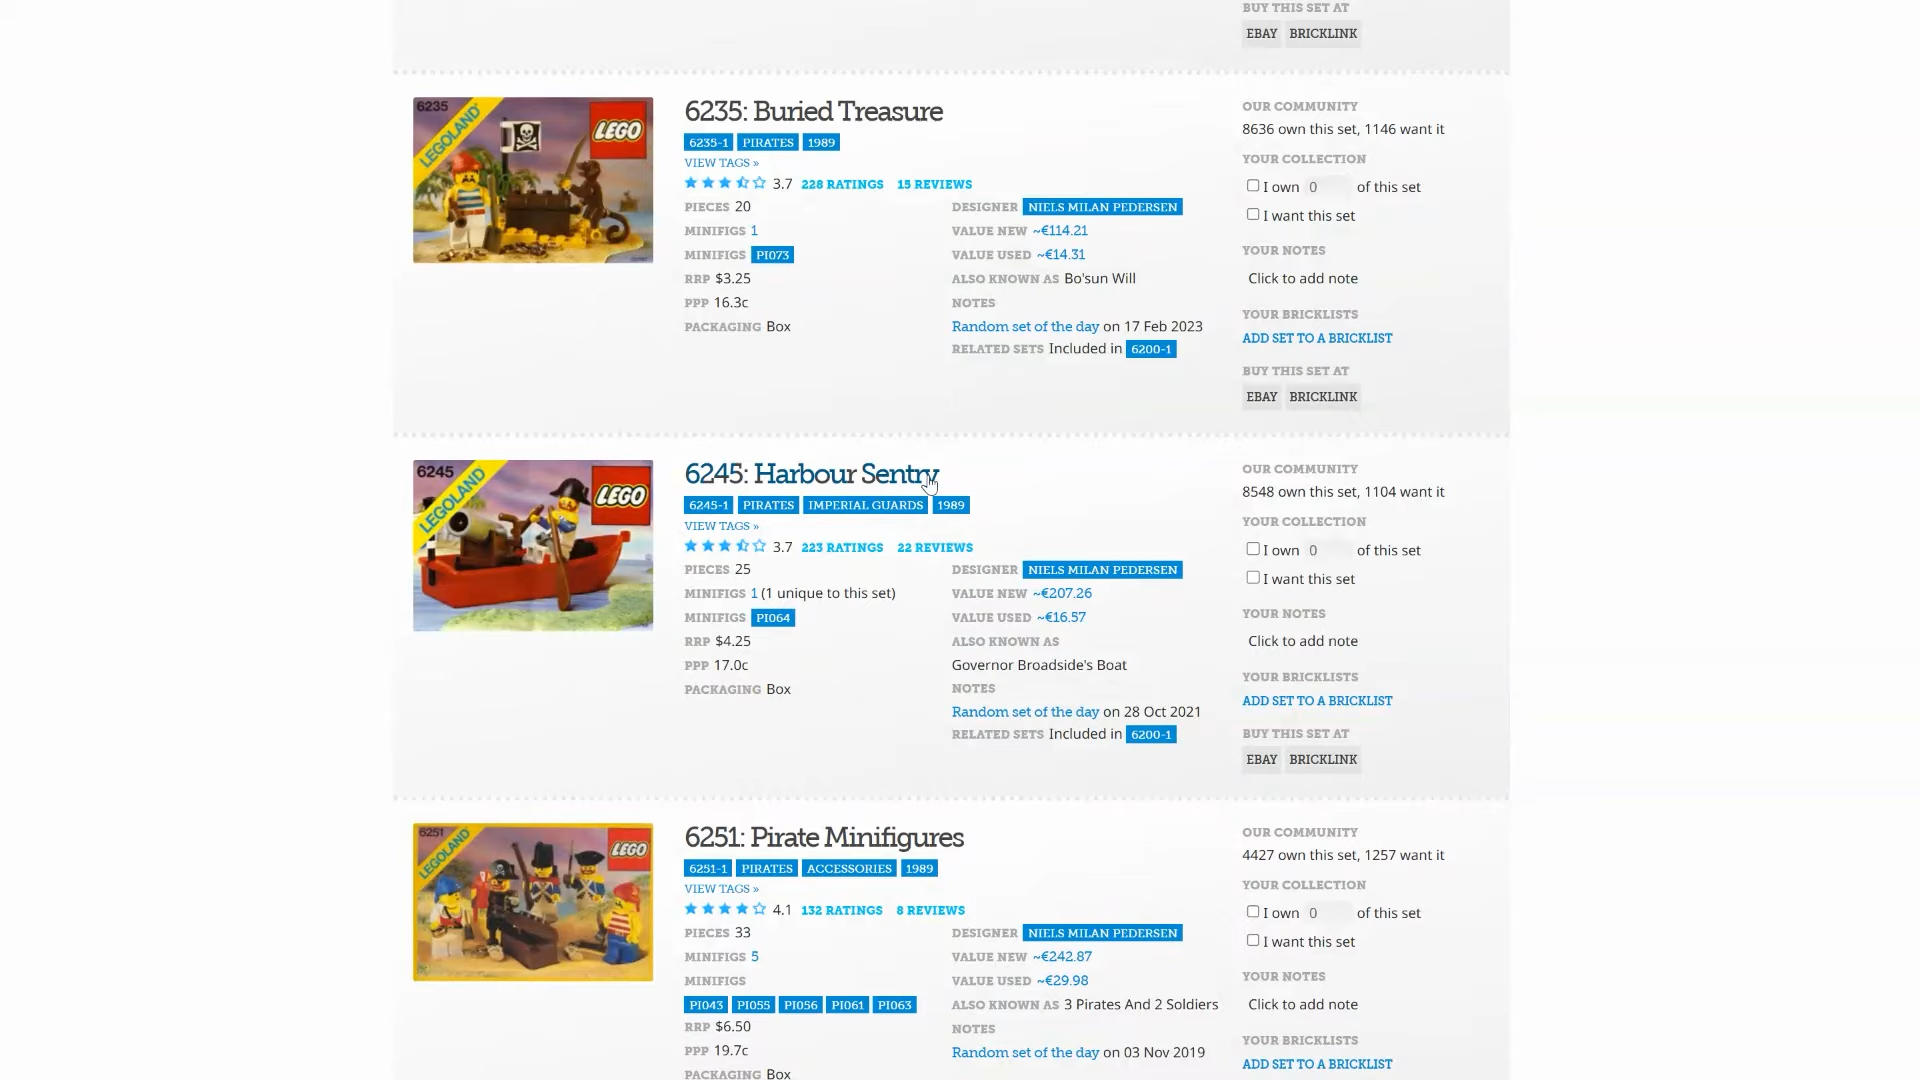 BUY THIS SET AT
EBAY BRICKLINK
6235
LEGOLAND
LEGO
6235: Buried Treasure
6235-1 PIRATES 1989
VIEW TAGS »
3.7 228 RATINGS 15 REVIEWS
PIECES 20
MINIFIGS 1
MINIFIGS PI073
RRP $3.25
PPP 16.3c
PACKAGING Box
DESIGNER NIELS MILAN PEDERSEN
VALUE NEW ~€114.21
VALUE USED ~€14.31
ALSO KNOWN AS Bo'sun Will
NOTES
Random set of the day on 17 Feb 2023
RELATED SETS Included in 6200-1
OUR COMMUNITY
8636 own this set, 1146 want it
YOUR COLLECTION
I own 0 of this set
I want this set
YOUR NOTES
Click to add note
YOUR BRICKLISTS
ADD SET TO A BRICKLIST
BUY THIS SET AT
EBAY BRICKLINK
6245
LEGOLAND
LEGO
6245: Harbour Sentry
6245-1 PIRATES IMPERIAL GUARDS 1989
VIEW TAGS »
3.7 223 RATINGS 22 REVIEWS
PIECES 25
MINIFIGS 1 (1 unique to this set)
MINIFIGS PI064
RRP $4.25
PPP 17.0c
PACKAGING Box
DESIGNER NIELS MILAN PEDERSEN
VALUE NEW ~€207.26
VALUE USED ~€16.57
ALSO KNOWN AS
Governor Broadside's Boat
NOTES
Random set of the day on 28 Oct 2021
RELATED SETS Included in 6200-1
OUR COMMUNITY
8548 own this set, 1104 want it
YOUR COLLECTION
I own 0 of this set
I want this set
YOUR NOTES
Click to add note
YOUR BRICKLISTS
ADD SET TO A BRICKLIST
BUY THIS SET AT
EBAY BRICKLINK
6251
LEGOLAND
LEGO
6251: Pirate Minifigures
6251-1 PIRATES ACCESSORIES 1989
VIEW TAGS »
4.1 132 RATINGS 8 REVIEWS
PIECES 33
MINIFIGS 5
MINIFIGS
PI043 PI055 PI056 PI061 PI063
RRP $6.50
PPP 19.7c
PACKAGING Box
DESIGNER NIELS MILAN PEDERSEN
VALUE NEW ~€242.87
VALUE USED ~€29.98
ALSO KNOWN AS 3 Pirates And 2 Soldiers
NOTES
Random set of the day on 03 Nov 2019
OUR COMMUNITY
4427 own this set, 1257 want it
YOUR COLLECTION
I own 0 of this set
I want this set
YOUR NOTES
Click to add note
YOUR BRICKLISTS
ADD SET TO A BRICKLIST